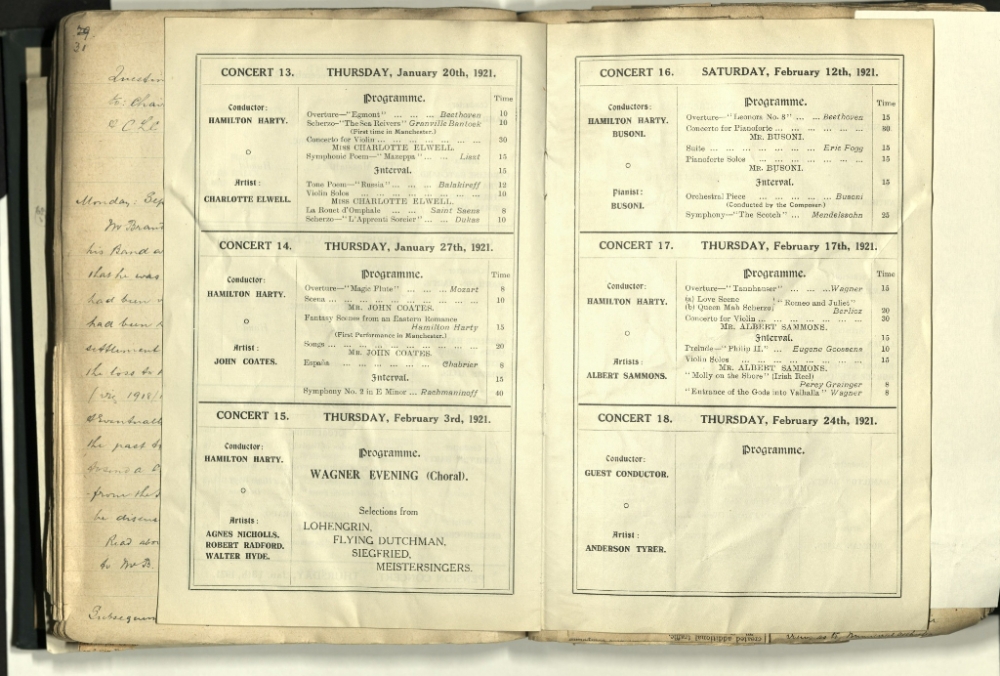 29
31
CONCERT 13. THURSDAY, January 20th, 1921.
Conductor:
HAMILTON HARTY.
Artist:
CHARLOTTE ELWELL.
Programme. Time
Overture—"Egmont" ... ... ... Beethoven 10
Scherzo—"The Sea Reivers" Granville Bantock 10
(First time in Manchester.)
Concerto for Violin ... ... ... ... ... ... 30
MISS CHARLOTTE ELWELL.
Symphonic Poem—"Mazeppa" ... ... Liszt 15
Interval. 15
Tone Poem—"Russia" ... ... Balakireff 12
Violin Solos ... ... ... ... ... ... ... 10
MISS CHARLOTTE ELWELL.
La Rouet d'Omphale ... ... Saint Saens 8
Scherzo—"L'Apprenti Sorcier" ... ... Dukas 10
CONCERT 14. THURSDAY, January 27th, 1921.
Conductor:
HAMILTON HARTY.
Artist:
JOHN COATES.
Programme. Time
Overture—"Magic Flute" ... ... Mozart 8
Scena ... ... ... ... ... ... ... ... 10
MR. JOHN COATES.
Fantasy Scenes from an Eastern Romance
Hamilton Harty 15
(First Performance in Manchester.)
Songs ... ... ... ... ... ... ... ... 20
MR. JOHN COATES.
España ... ... ... ... ... Chabrier 8
Interval. 15
Symphony No. 2 in E Minor ... Rachmaninoff 40
CONCERT 15. THURSDAY, February 3rd, 1921.
Conductor:
HAMILTON HARTY.
Artists:
AGNES NICHOLLS.
ROBERT RADFORD.
WALTER HYDE.
Programme.
WAGNER EVENING (Choral).
Selections from
LOHENGRIN,
FLYING DUTCHMAN,
SIEGFRIED,
MEISTERSINGERS.
CONCERT 16. SATURDAY, February 12th, 1921.
Conductors:
HAMILTON HARTY.
BUSONI.
Pianist:
BUSONI.
Programme. Time
Overture—"Leonora No. 3" ... ... Beethoven 15
Concerto for Pianoforte ... ... ... ... ... 30
MR. BUSONI.
Suite ... ... ... ... ... ... Eric Fogg 15
Pianoforte Solos ... ... ... ... ... ... 15
MR. BUSONI.
Interval. 15
Orchestral Piece ... ... ... ... Busoni
(Conducted by the Composer)
Symphony—"The Scotch" ... Mendelssohn 25
CONCERT 17. THURSDAY, February 17th, 1921.
Conductor:
HAMILTON HARTY.
Artists:
ALBERT SAMMONS.
Programme. Time
Overture—"Tannhauser" ... ... ...Wagner 15
(a) Love Scene
(b) Queen Mab Scherzo } "Romeo and Juliet"
Berlioz 20
Concerto for Violin ... ... ... ... ... ... 30
MR. ALBERT SAMMONS.
Interval. 15
Prelude—"Philip II." ... Eugene Goossens 10
Violin Solos ... ... ... ... ... ... ... 15
MR. ALBERT SAMMONS.
"Molly on the Shore" (Irish Reel)
Percy Grainger 8
"Entrance of the Gods into Valhalla" Wagner 8
CONCERT 18. THURSDAY, February 24th, 1921.
Conductor:
GUEST CONDUCTOR.
Artist:
ANDERSON TYRER.
Programme.
Monday: Sep
Mr Brand
his Band
that he was
had been
had been
settlement
the loss to
the past
from the
be
Read
to Mr B.
Subsequen
created additional traffic.